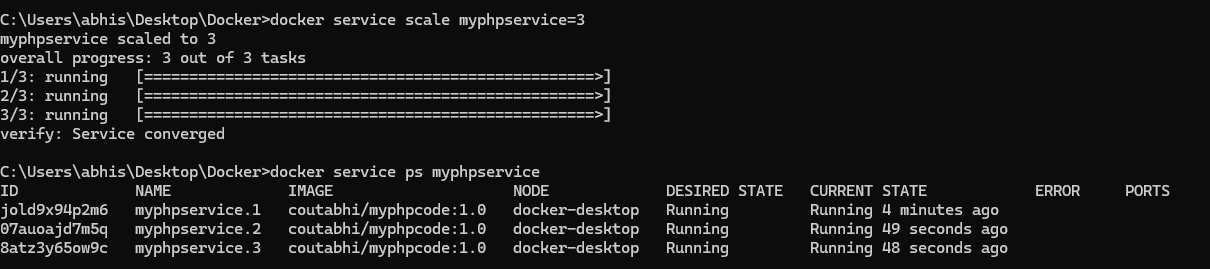 C:\Users\abhis\Desktop\Docker>docker service scale myphpservice=3
myphpservice scaled to 3
overall progress: 3 out of 3 tasks
1/3: running   [==================================================>]
2/3: running   [==================================================>]
3/3: running   [==================================================>]
verify: Service converged
C:\Users\abhis\Desktop\Docker>docker service ps myphpservice
ID             NAME             IMAGE                    NODE             DESIRED STATE   CURRENT STATE            ERROR     PORTS
jold9x94p2m6   myphpservice.1   coutabhi/myphpcode:1.0   docker-desktop   Running         Running 4 minutes ago
07auoajd7m5q   myphpservice.2   coutabhi/myphpcode:1.0   docker-desktop   Running         Running 49 seconds ago
8atz3y65ow9c   myphpservice.3   coutabhi/myphpcode:1.0   docker-desktop   Running         Running 48 seconds ago